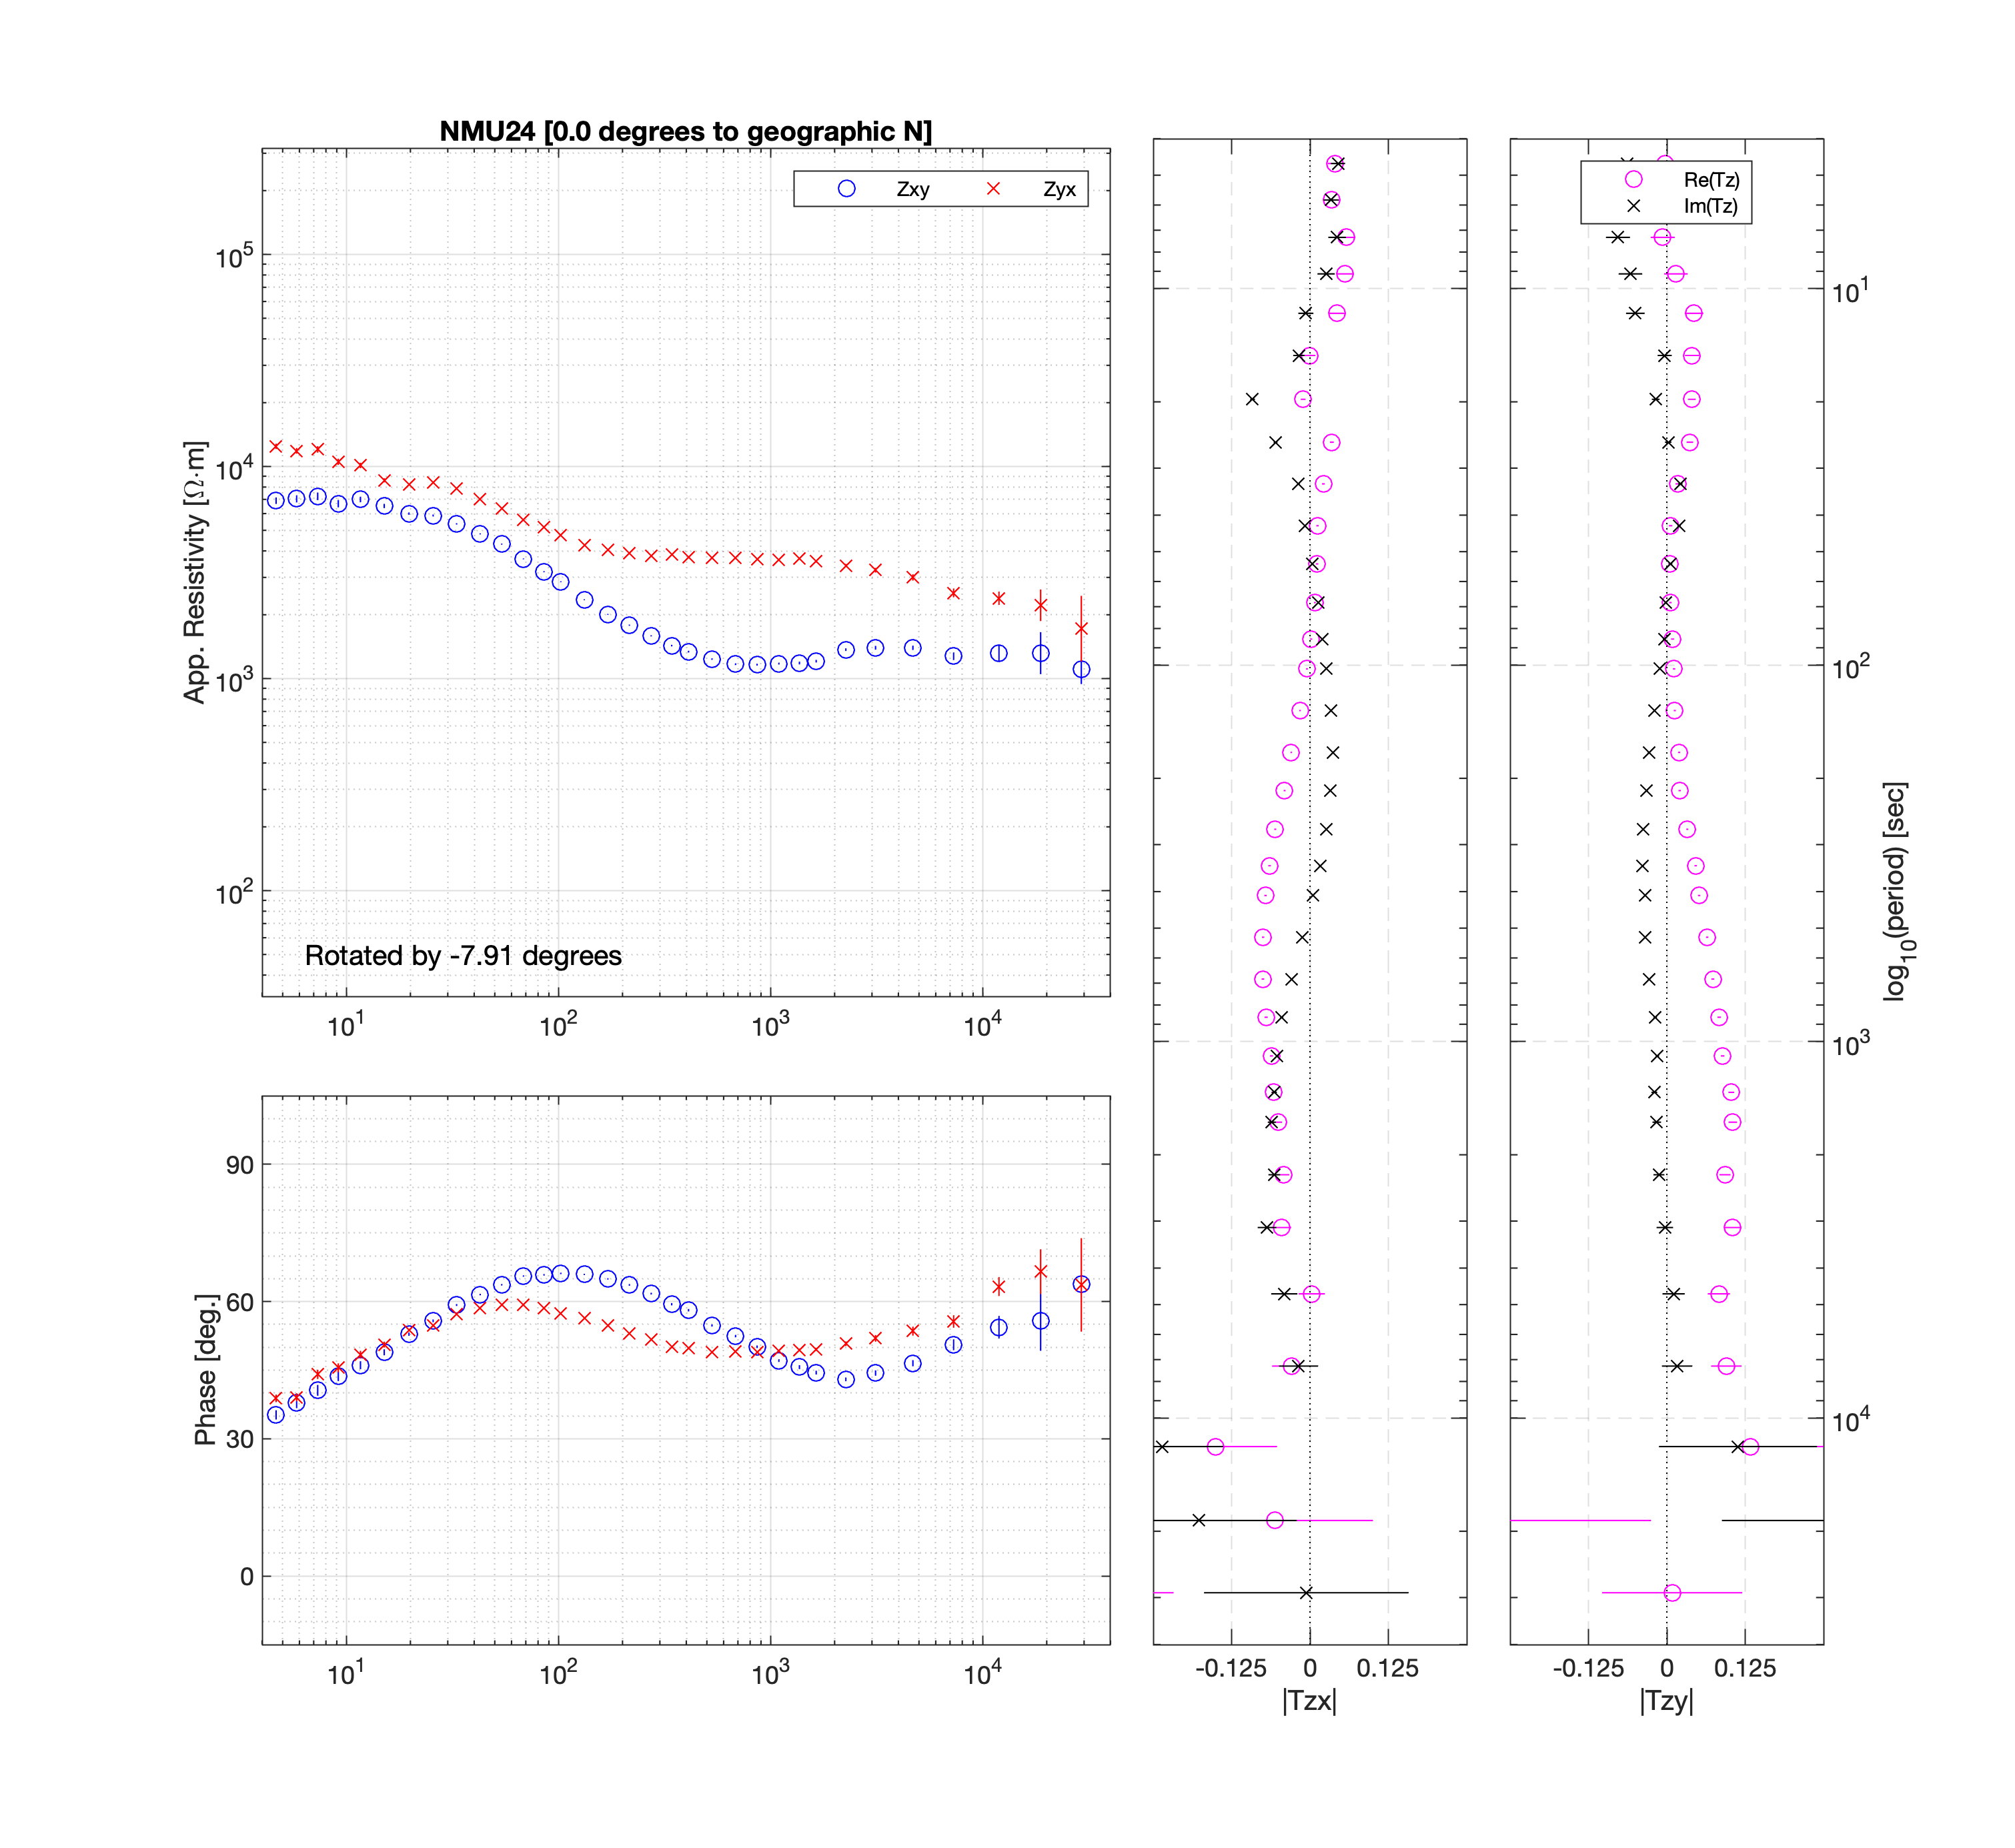 NMU24 [0.0 degrees to geographic N]
Zxy Zyx
App. Resistivity [Ω·m]
10^5
10^4
10^3
10^2
Rotated by -7.91 degrees
10^1 10^2 10^3 10^4
Phase [deg.]
90
60
30
0
10^1 10^2 10^3 10^4
-0.125 0 0.125
|Tzx|
Re(Tz)
Im(Tz)
-0.125 0 0.125
|Tzy|
10^1
10^2
10^3
10^4
log_10(period) [sec]